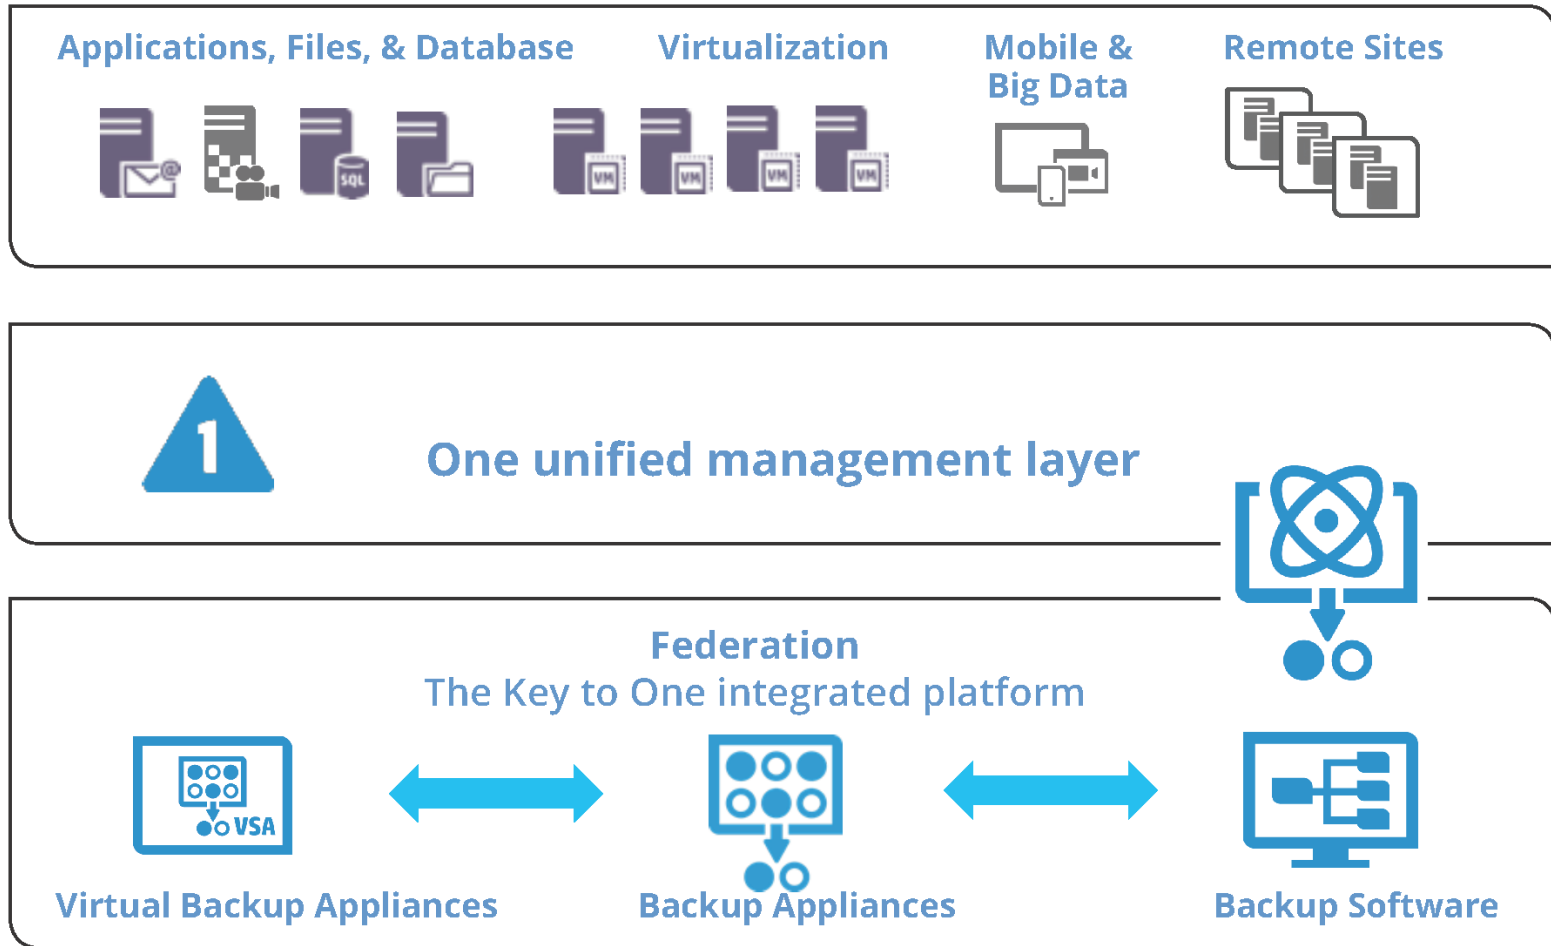 Applications, Files, & Database
Virtualization
Mobile &
Big Data
Remote Sites
@
SQL
VM
VM
VM
VM
1
One unified management layer
Federation
The Key to One integrated platform
VSA
Virtual Backup Appliances
Backup Appliances
Backup Software